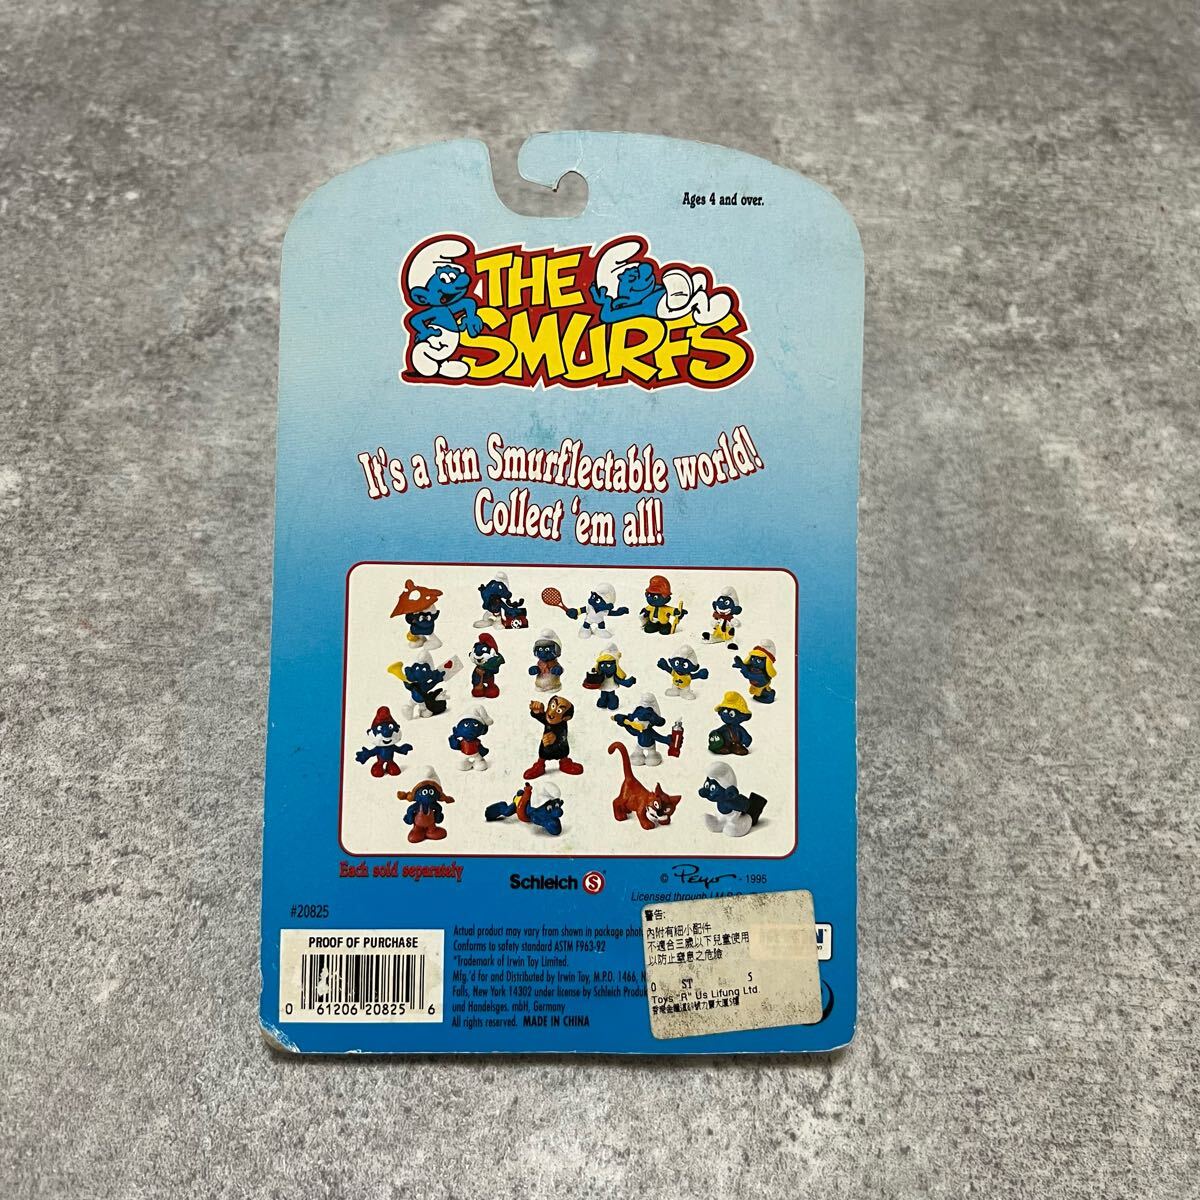 Ages 4 and over.
THE
SMURFS
It's a fun Smurflectable world!
Collect 'em all!
Each sold separately
Schleich S
© Peyo - 1995
Licensed through I.M.P.S.
#20825
PROOF OF PURCHASE
0 61206 20825 6
Actual product may vary from shown in package
Conforms to safety standard ASTM F963-92
*Trademark of Irwin Toy Limited.
Mfg.'d for and Distributed by Irwin Toy, M.P.O. 1466, N
Falls, New York 14302 under license by Schleich
und Handelsges. mbH, Germany
All rights reserved. MADE IN CHINA
警告:
內附有細小配件
不適合三歲以下兒童使用
以防止窒息之危險
0 ST 5
Toys "R" Us Lifung Ltd.